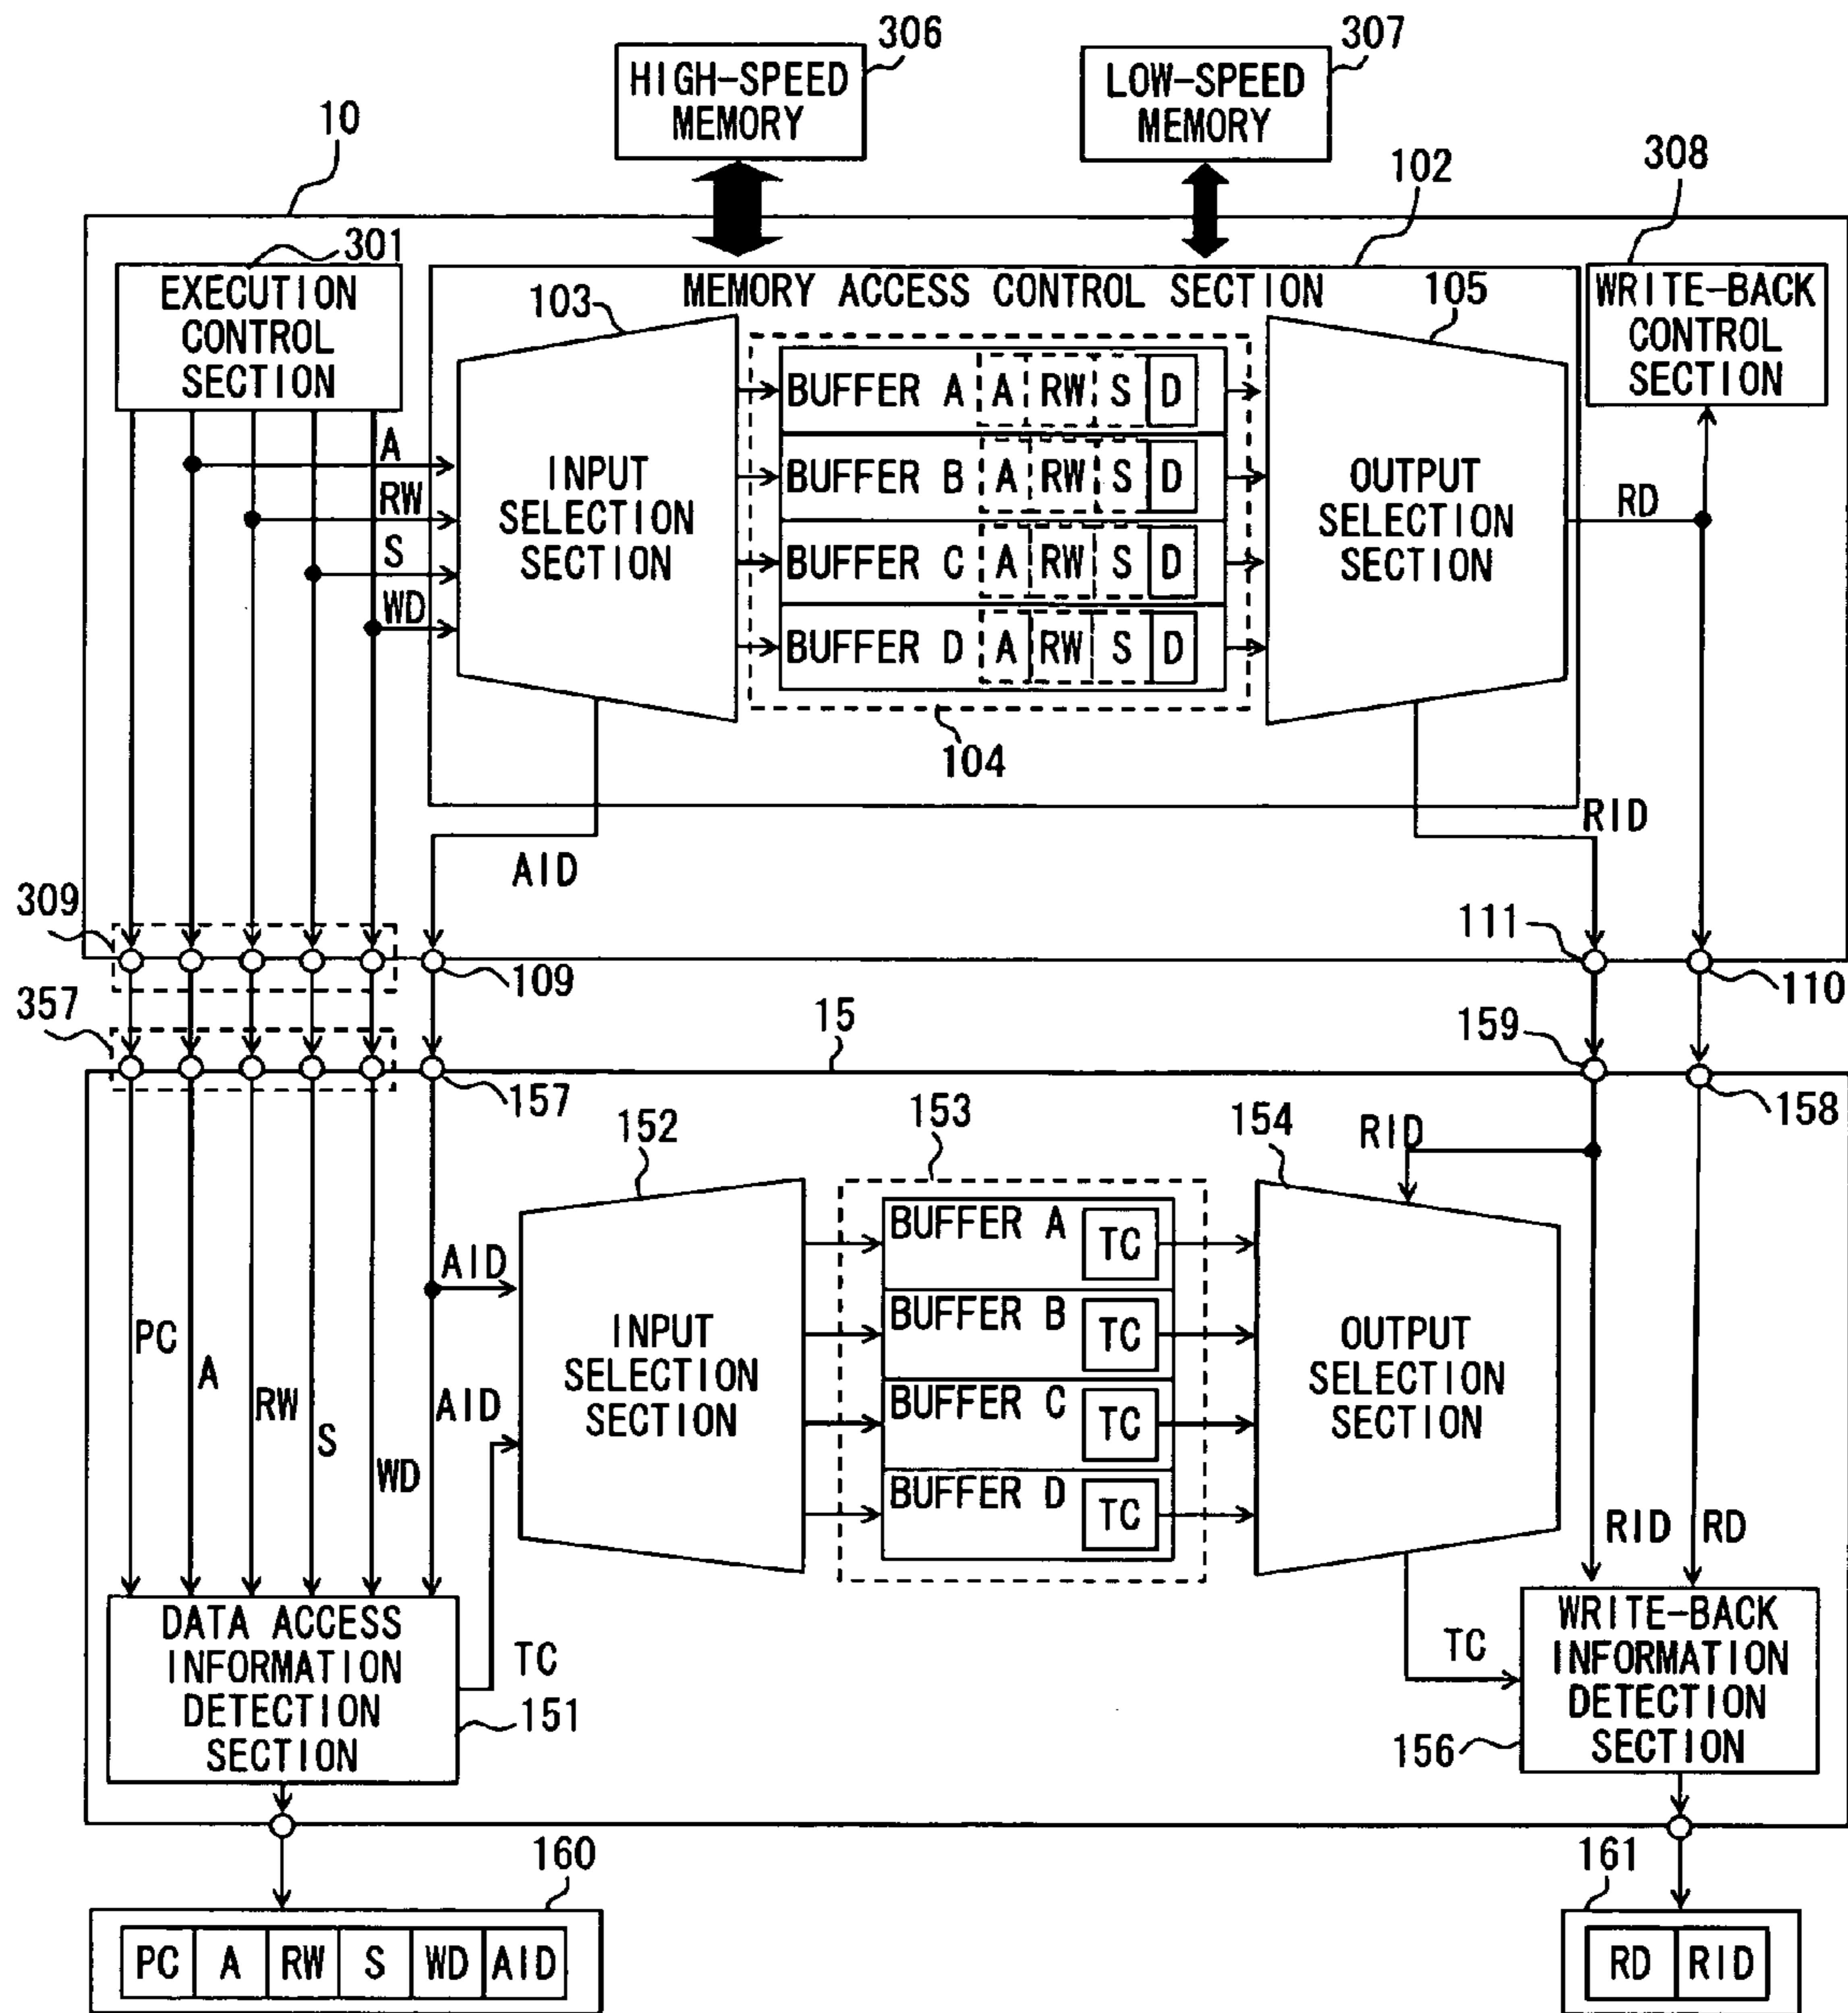 306
307
HIGH-SPEED
MEMORY
LOW-SPEED
MEMORY
10
102
308
301
EXECUTION
CONTROL
SECTION
MEMORY ACCESS CONTROL SECTION
103
105
WRITE-BACK
CONTROL
SECTION
A
RW
S
WD
INPUT
SELECTION
SECTION
BUFFER A A RW S D
BUFFER B A RW S D
BUFFER C A RW S D
BUFFER D A RW S D
OUTPUT
SELECTION
SECTION
RD
104
AID
RID
309
109
111
110
357
15
159
157
158
152
153
154
RID
AID
PC
A
RW
S
WD
AID
INPUT
SELECTION
SECTION
BUFFER A TC
BUFFER B TC
BUFFER C TC
BUFFER D TC
OUTPUT
SELECTION
SECTION
RID
RD
DATA ACCESS
INFORMATION
DETECTION
SECTION
TC
151
TC
WRITE-BACK
INFORMATION
DETECTION
SECTION
156
160
161
PC A RW S WD AID
RD RID